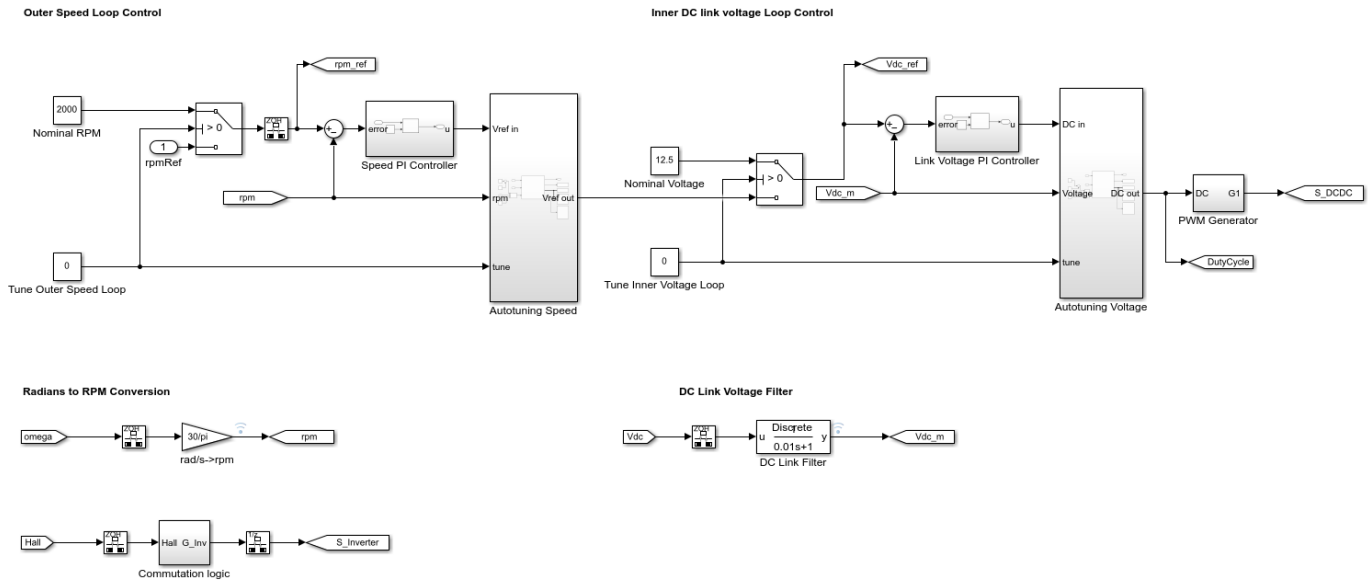 Outer Speed Loop Control
Inner DC link voltage Loop Control
rpm_ref
Vdc_ref
2000
Nominal RPM
> 0
ZOH
+
−
error
u
Speed PI Controller
Vref in
1
rpmRef
rpm
rpm
Vref out
0
Tune Outer Speed Loop
tune
Autotuning Speed
12.5
Nominal Voltage
> 0
+
−
error
u
Link Voltage PI Controller
DC in
Vdc_m
Voltage
DC out
DC
G1
PWM Generator
S_DCDC
DutyCycle
0
Tune Inner Voltage Loop
tune
Autotuning Voltage
Radians to RPM Conversion
DC Link Voltage Filter
omega
ZOH
30/pi
rad/s->rpm
rpm
Vdc
ZOH
u
Discrete
0.01s+1
y
DC Link Filter
Vdc_m
Hall
ZOH
Hall
G_Inv
Commutation logic
1/z
S_Inverter